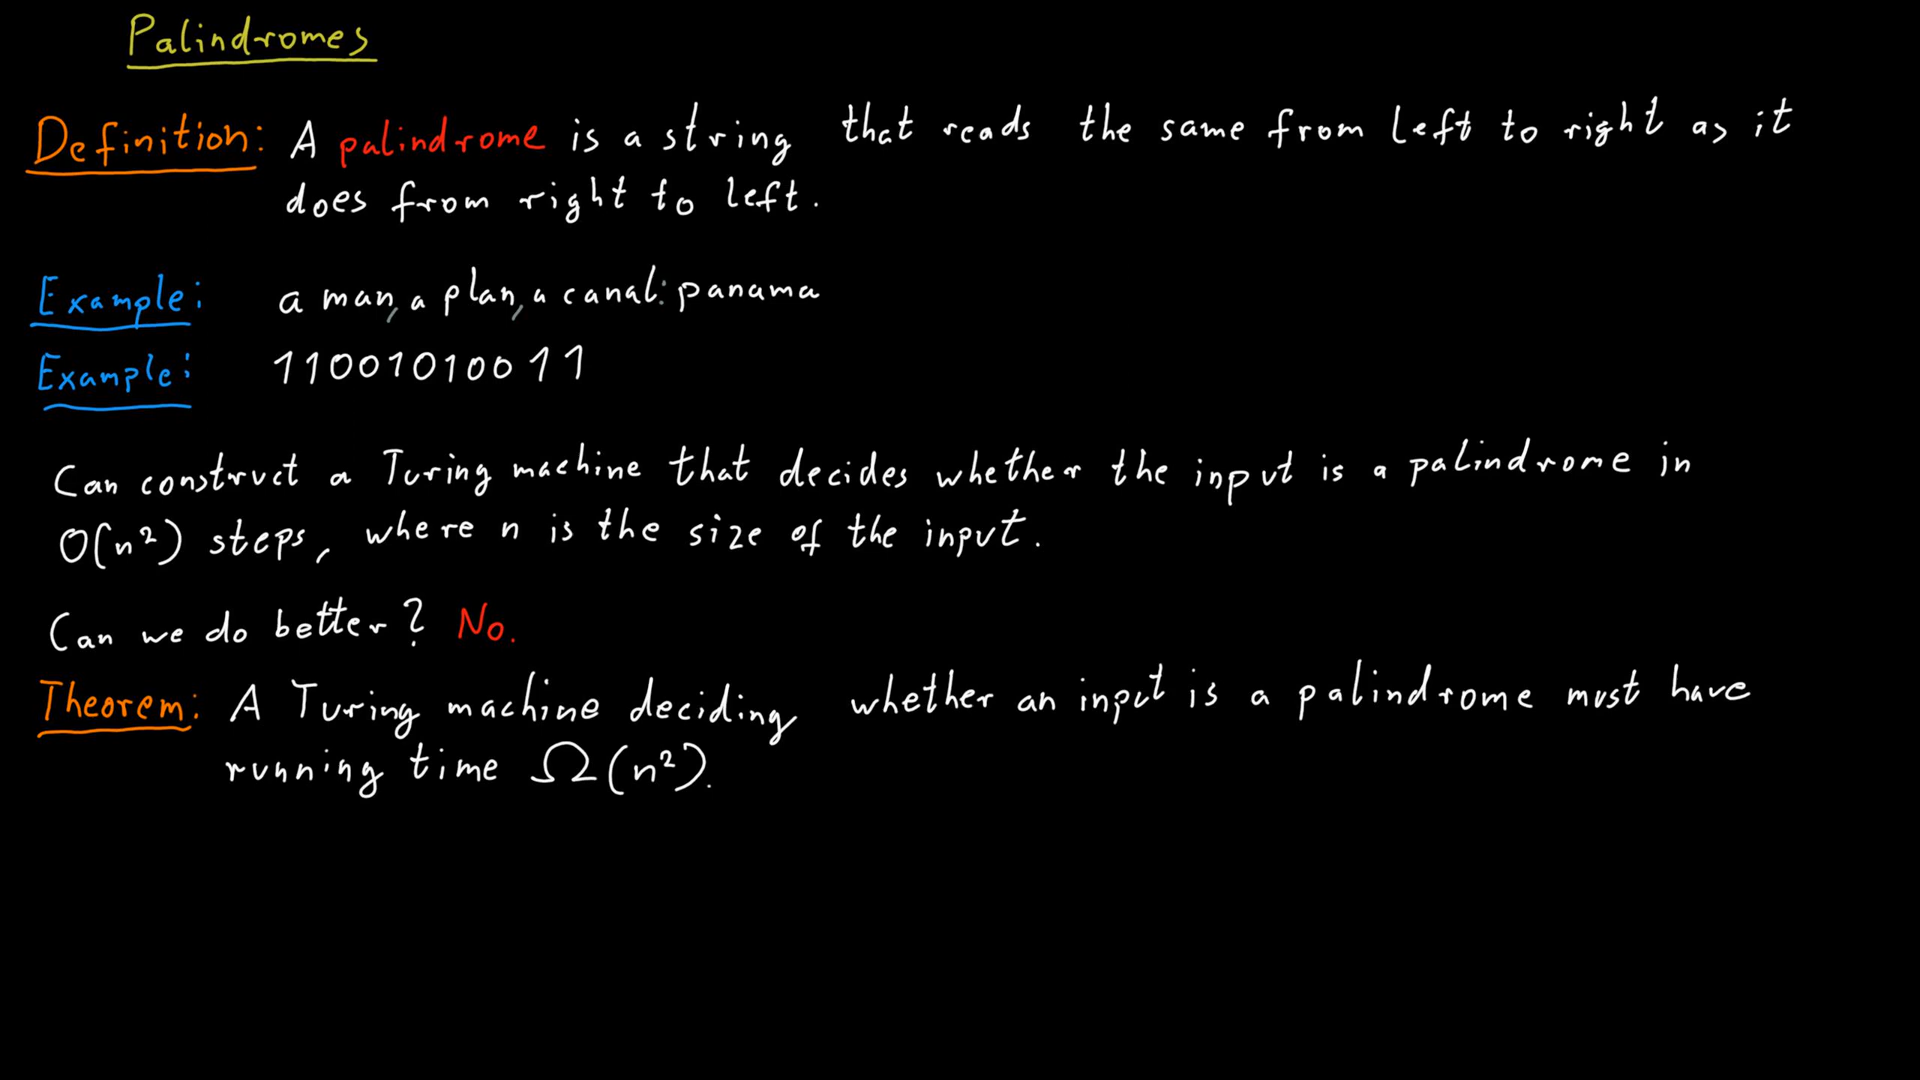 Palindromes
Definition: A palindrome is a string that reads the same from left to right as it
does from right to left.
Example: a man, a plan, a canal: panama
Example: 11001010011
Can construct a Turing machine that decides whether the input is a palindrome in
O(n²) steps, where n is the size of the input.
Can we do better? No.
Theorem: A Turing machine deciding whether an input is a palindrome must have
running time Ω(n²).